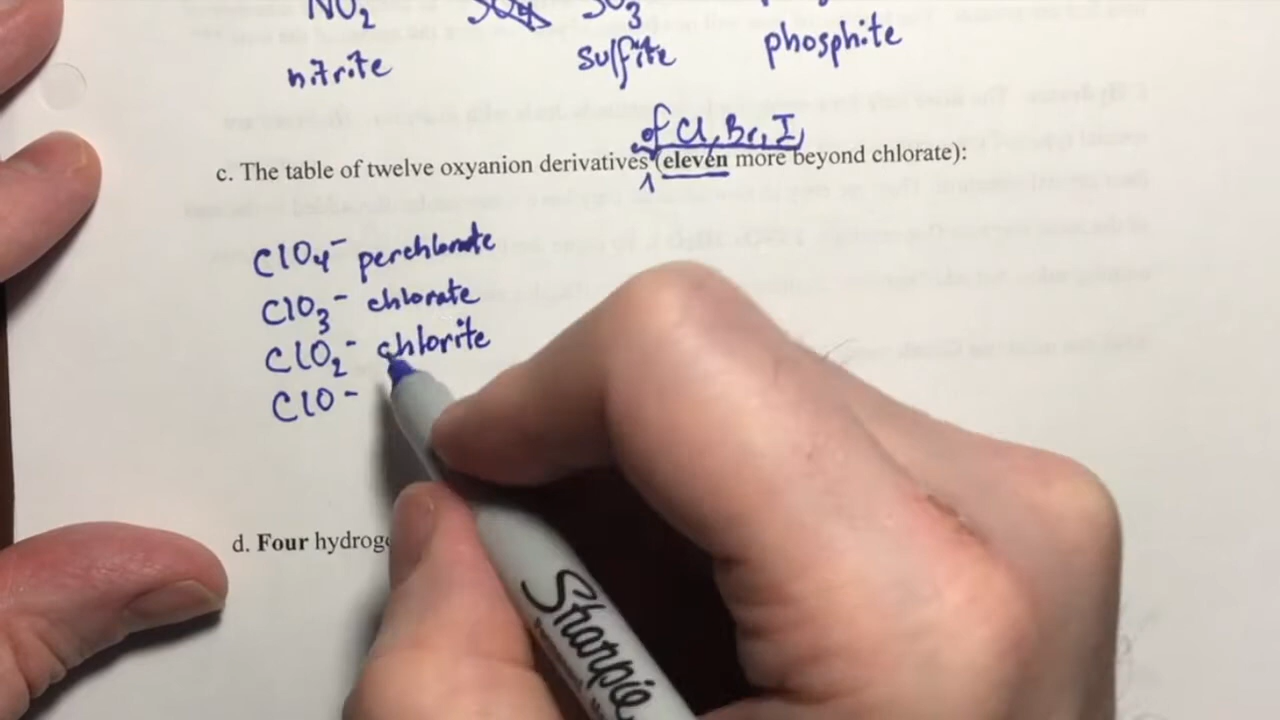 NO2 SO4 SO3
nitrite sulfite phosphite
of Cl, Br, I
c. The table of twelve oxyanion derivatives (eleven more beyond chlorate):
ClO4- perchlorate
ClO3- chlorate
ClO2- chlorite
ClO-
d. Four hydrog
Sharpie